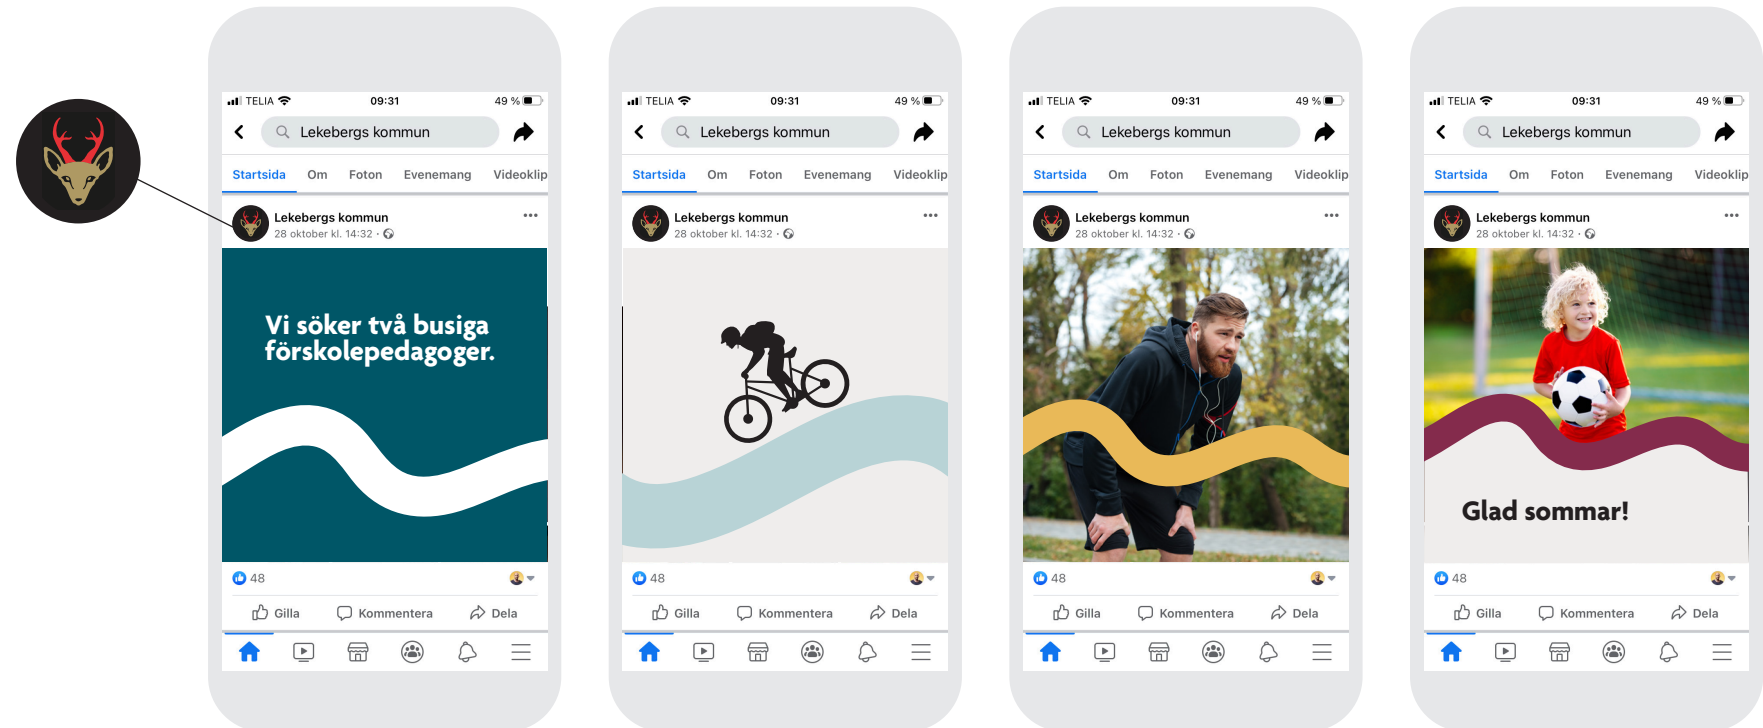 TELIA 09:31 49 %
Lekebergs kommun
Startsida Om Foton Evenemang Videoklip
Lekebergs kommun
28 oktober kl. 14:32 ·
Vi söker två busiga
förskolepedagoger.
48
Gilla Kommentera Dela
TELIA 09:31 49 %
Lekebergs kommun
Startsida Om Foton Evenemang Videoklip
Lekebergs kommun
28 oktober kl. 14:32 ·
48
Gilla Kommentera Dela
TELIA 09:31 49 %
Lekebergs kommun
Startsida Om Foton Evenemang Videoklip
Lekebergs kommun
28 oktober kl. 14:32 ·
48
Gilla Kommentera Dela
TELIA 09:31 49 %
Lekebergs kommun
Startsida Om Foton Evenemang Videoklip
Lekebergs kommun
28 oktober kl. 14:32 ·
Glad sommar!
48
Gilla Kommentera Dela